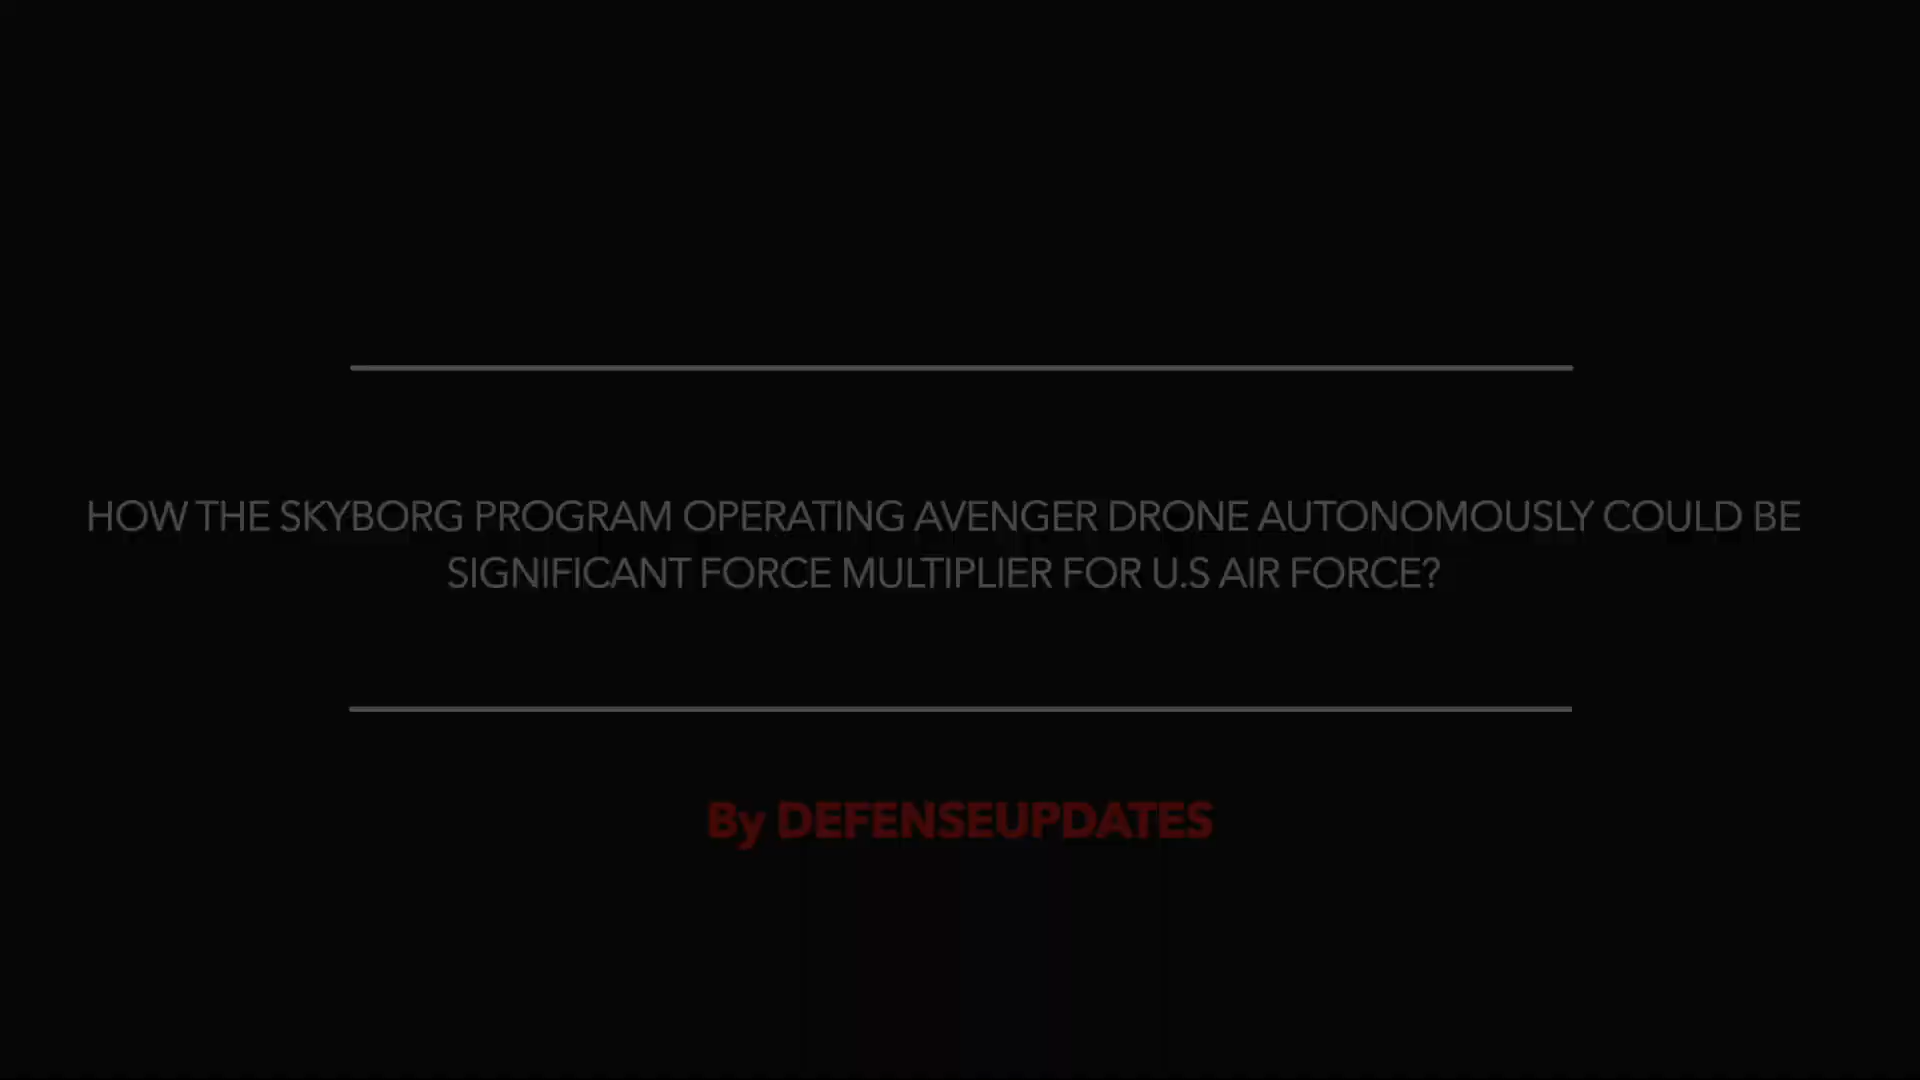 HOW THE SKYBORG PROGRAM OPERATING AVENGER DRONE AUTONOMOUSLY COULD BE
SIGNIFICANT FORCE MULTIPLIER FOR U.S AIR FORCE?
By DEFENSEUPDATES